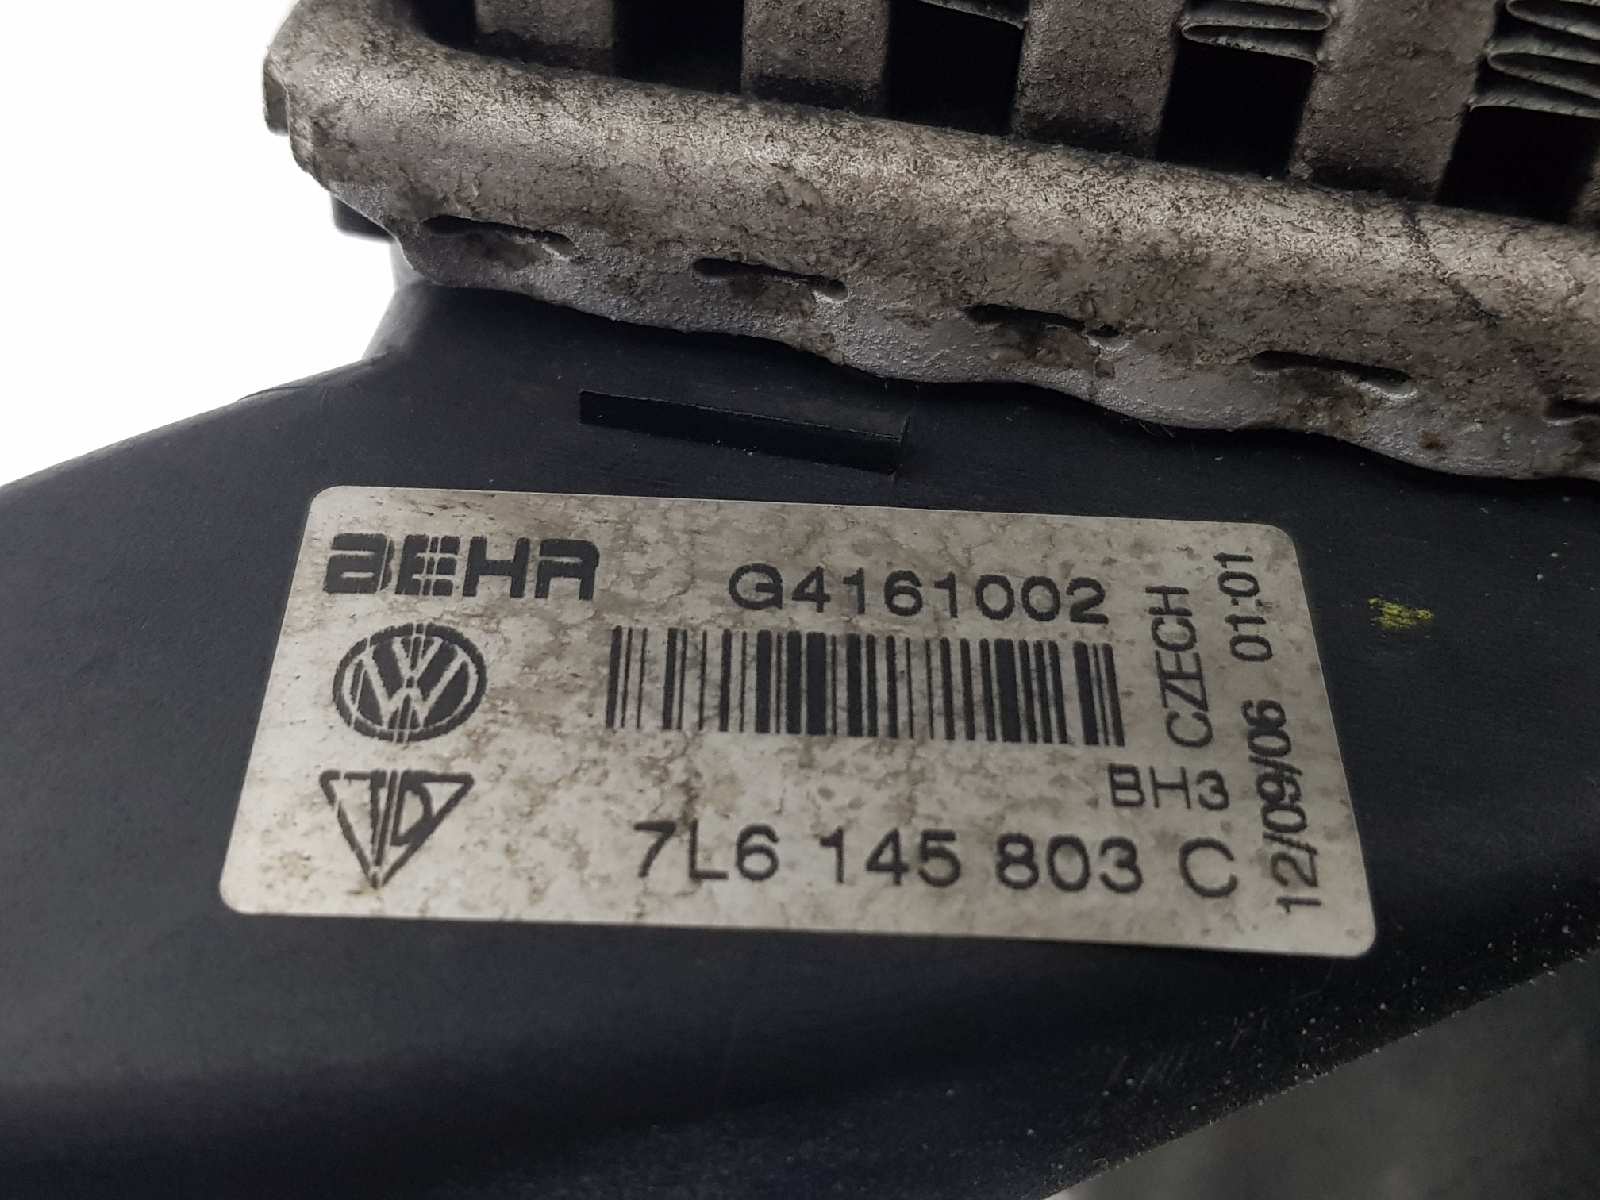 BEHR
G4161002
BH3
7L6 145 803 C
CZECH
12/09/06 01:01